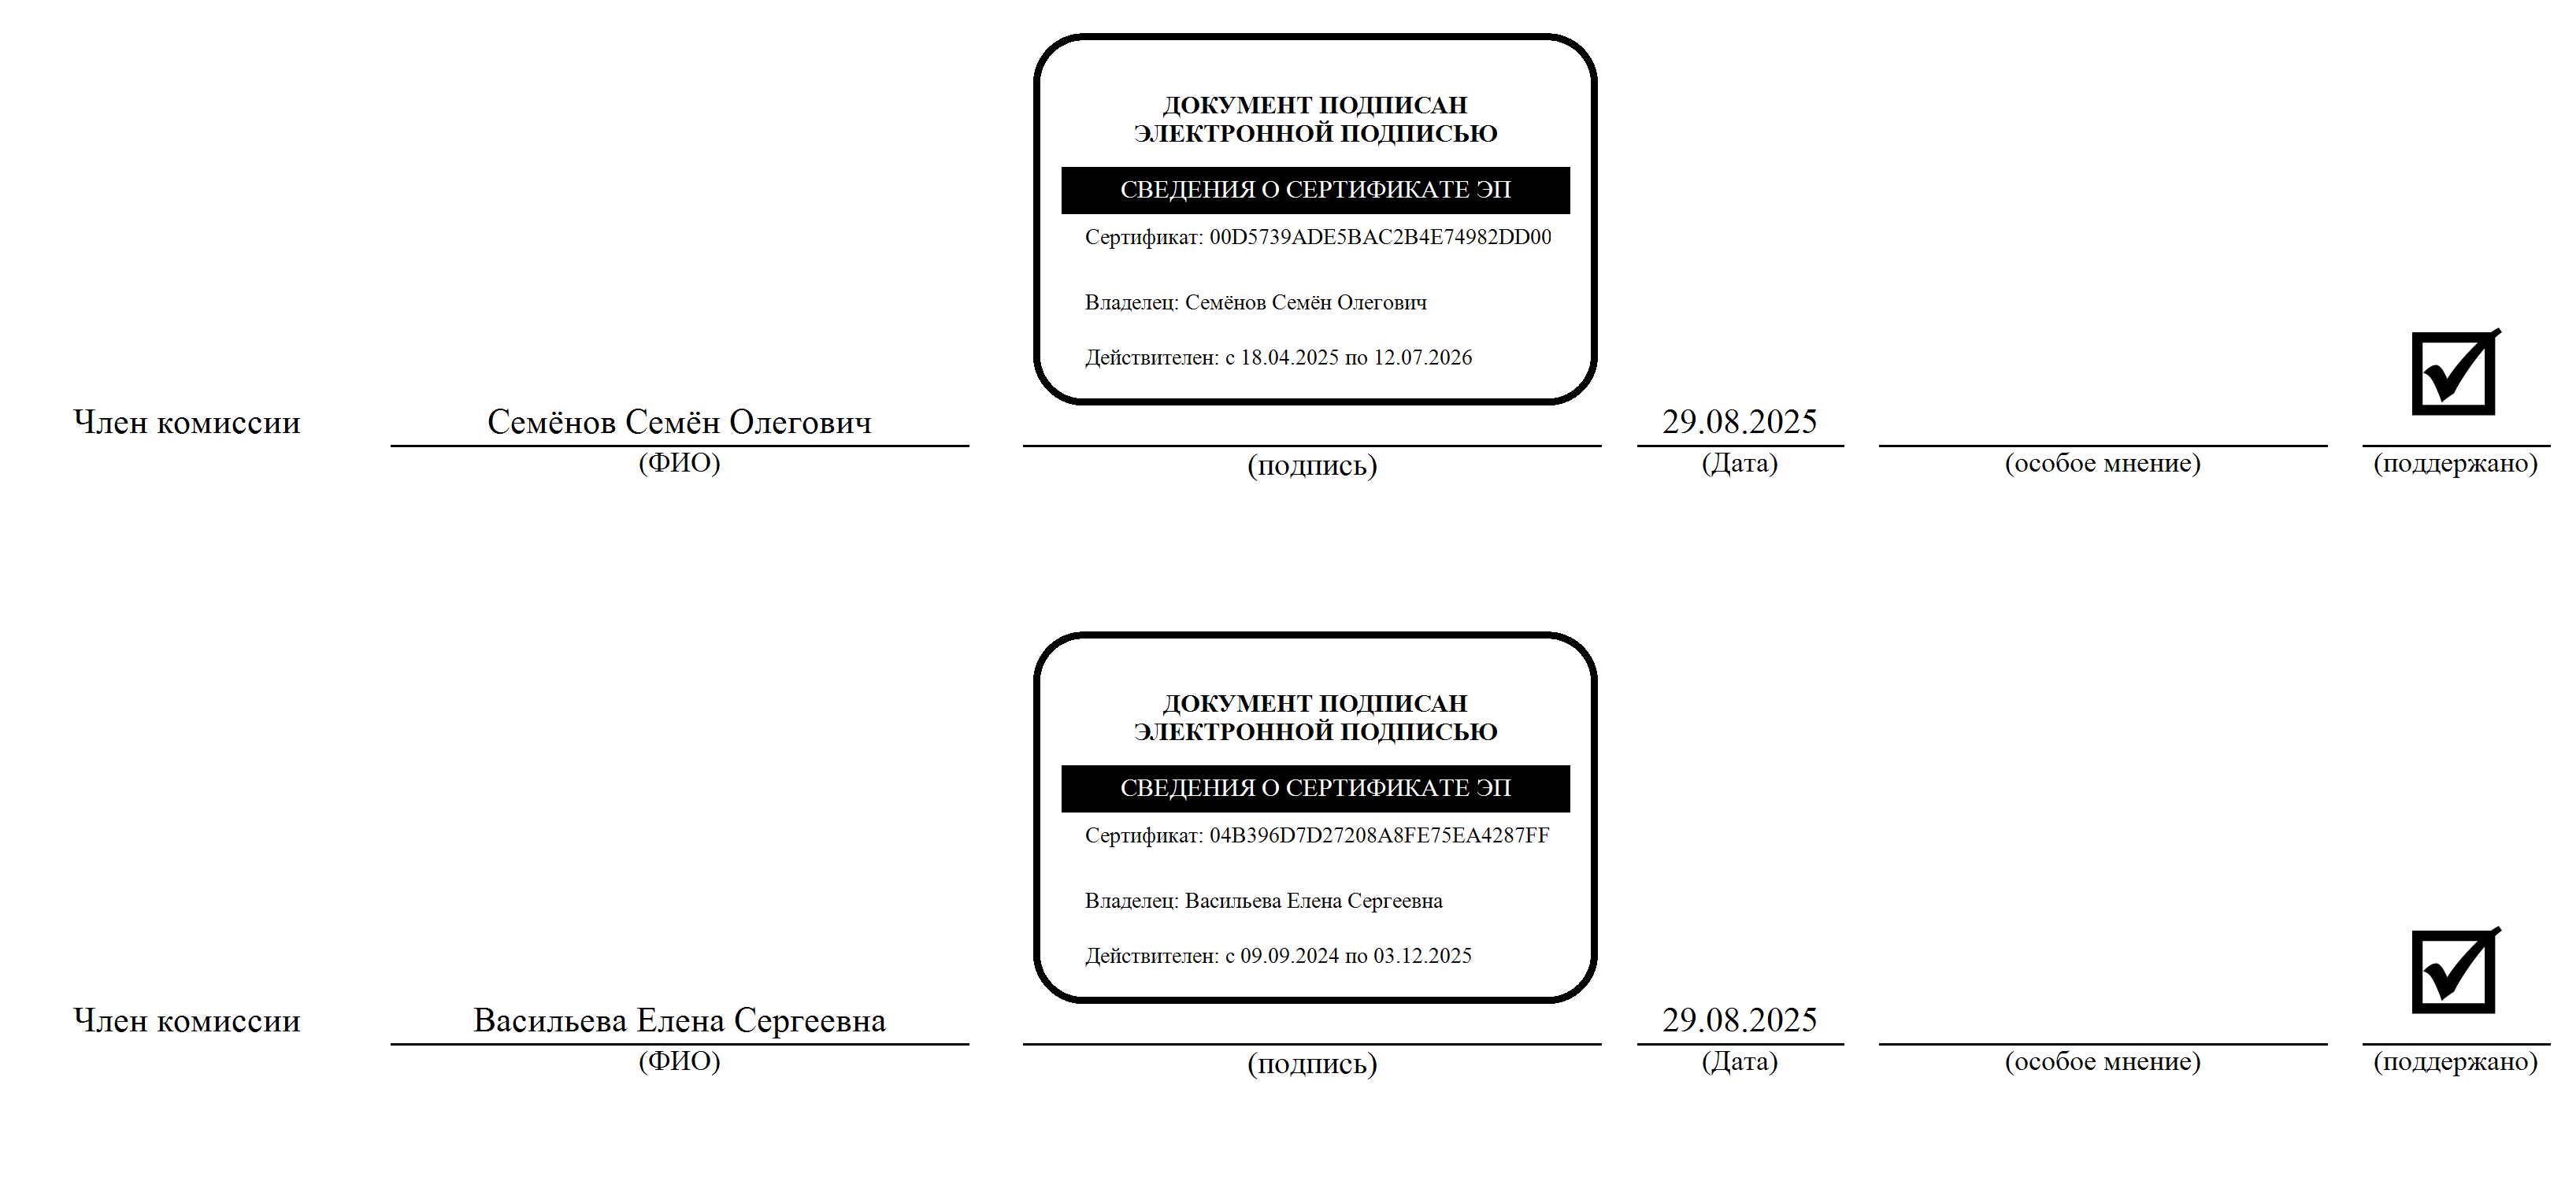 ДОКУМЕНТ ПОДПИСАН
ЭЛЕКТРОННОЙ ПОДПИСЬЮ
СВЕДЕНИЯ О СЕРТИФИКАТЕ ЭП
Сертификат: 00D5739ADE5BAC2B4E74982DD00
Владелец: Семёнов Семён Олегович
Действителен: с 18.04.2025 по 12.07.2026
Член комиссии Семёнов Семён Олегович 29.08.2025
(ФИО) (подпись) (Дата) (особое мнение) (поддержано)
ДОКУМЕНТ ПОДПИСАН
ЭЛЕКТРОННОЙ ПОДПИСЬЮ
СВЕДЕНИЯ О СЕРТИФИКАТЕ ЭП
Сертификат: 04B396D7D27208A8FE75EA4287FF
Владелец: Васильева Елена Сергеевна
Действителен: с 09.09.2024 по 03.12.2025
Член комиссии Васильева Елена Сергеевна 29.08.2025
(ФИО) (подпись) (Дата) (особое мнение) (поддержано)